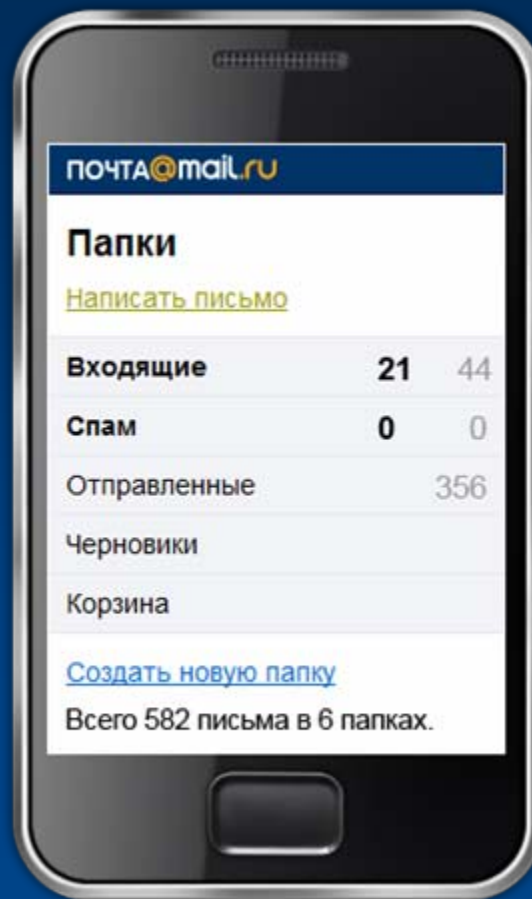 почта@mail.ru
Папки
Написать письмо
Входящие 21 44
Спам 0 0
Отправленные 356
Черновики
Корзина
Создать новую папку
Всего 582 письма в 6 папках.